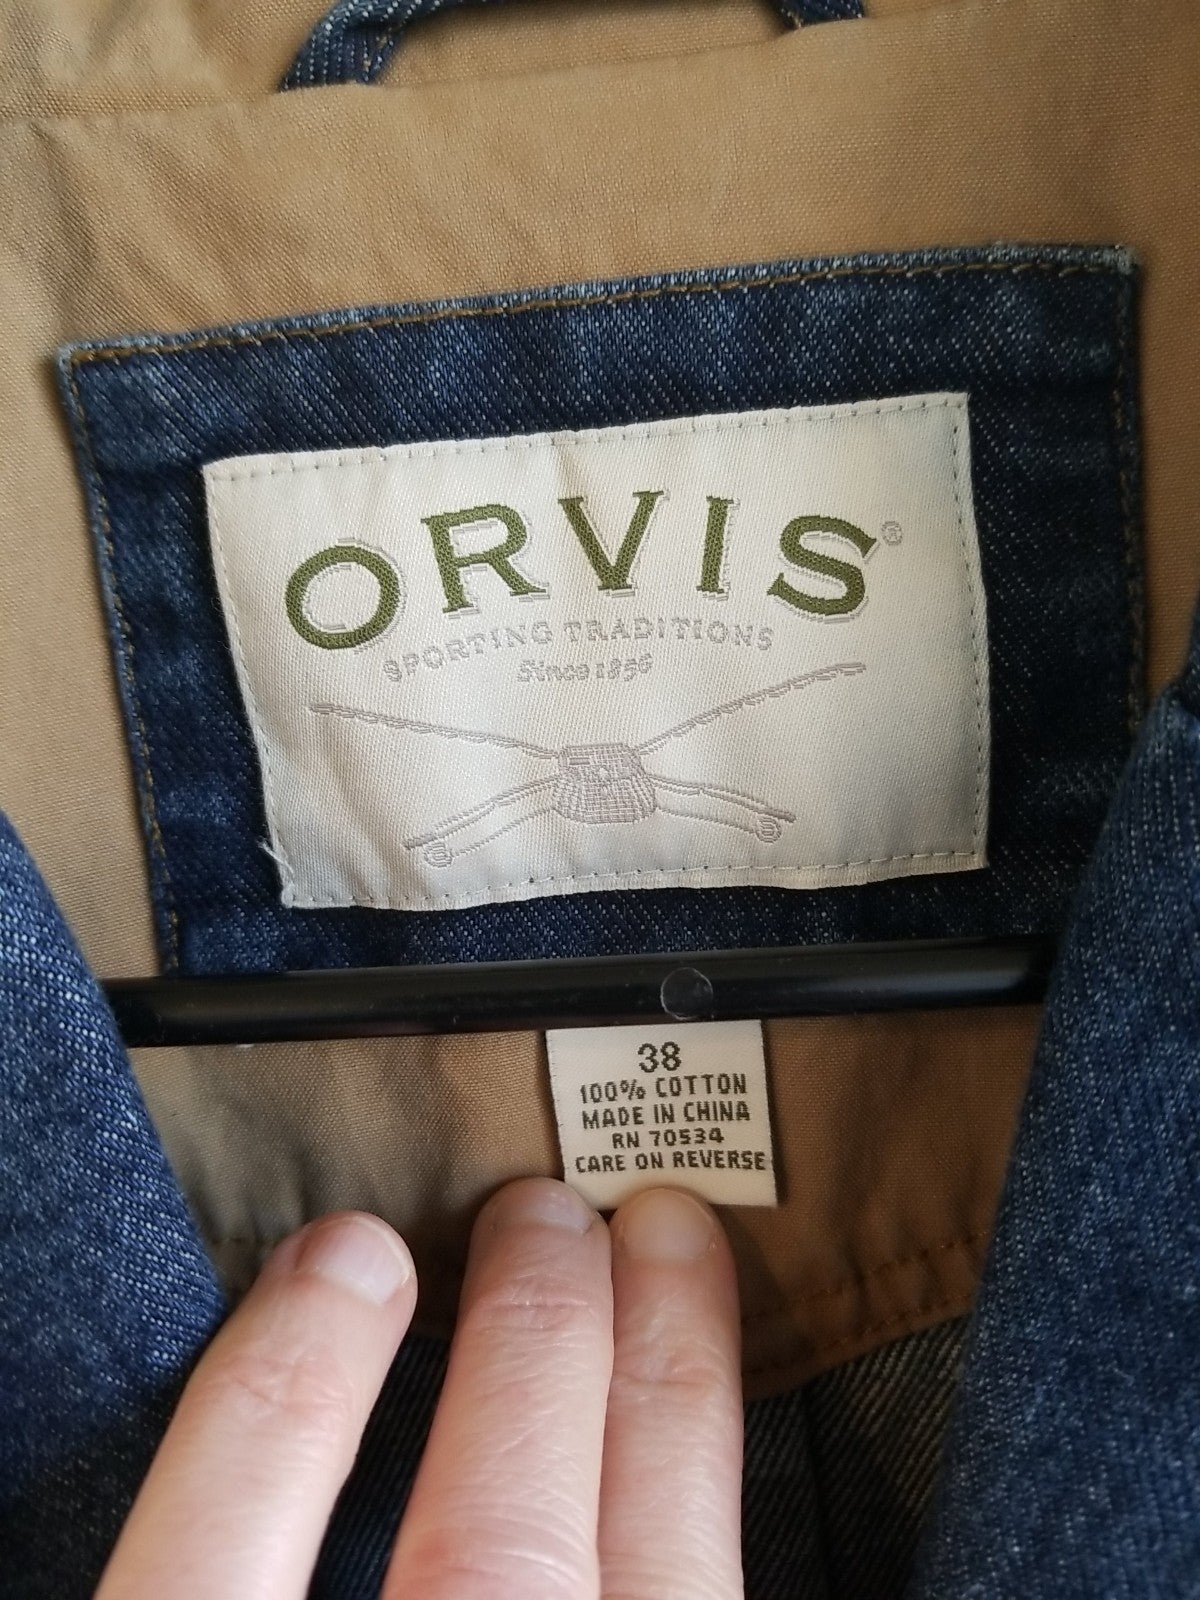 ORVIS®
SPORTING TRADITIONS
Since 1856
38
100% COTTON
MADE IN CHINA
RN 70534
CARE ON REVERSE